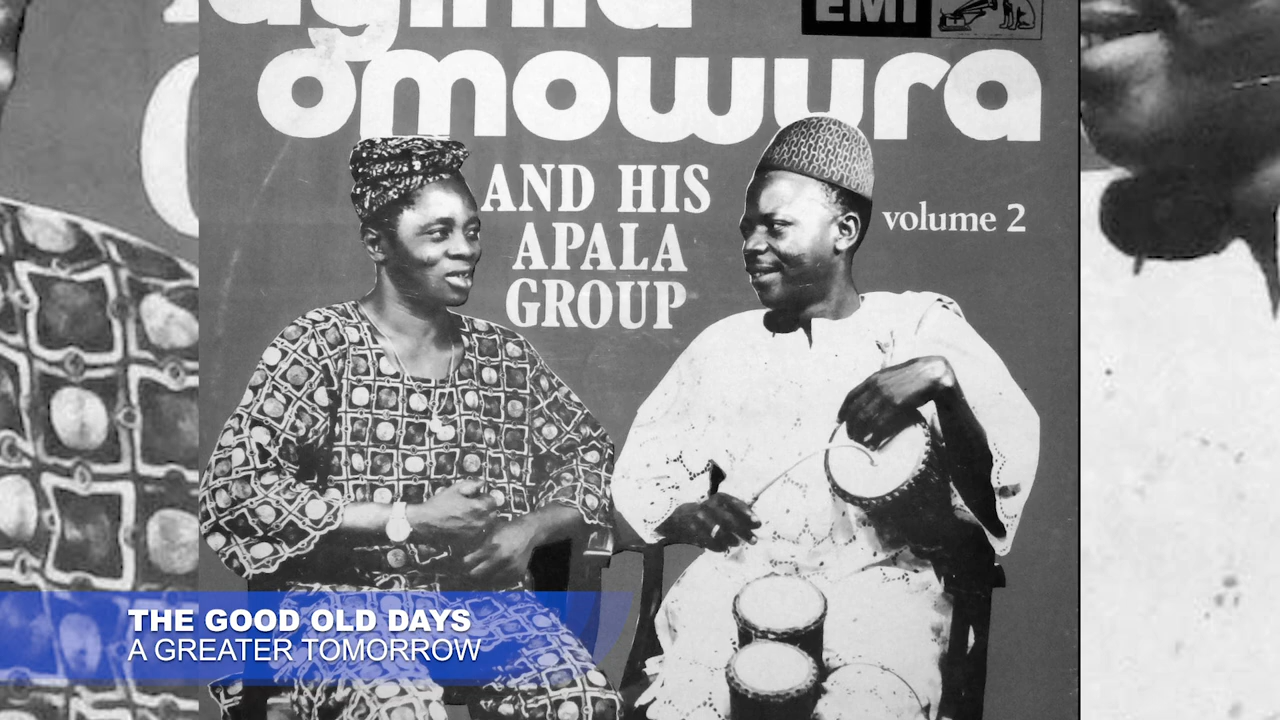 EMI
omowura
AND HIS
APALA
GROUP
volume 2
THE GOOD OLD DAYS
A GREATER TOMORROW